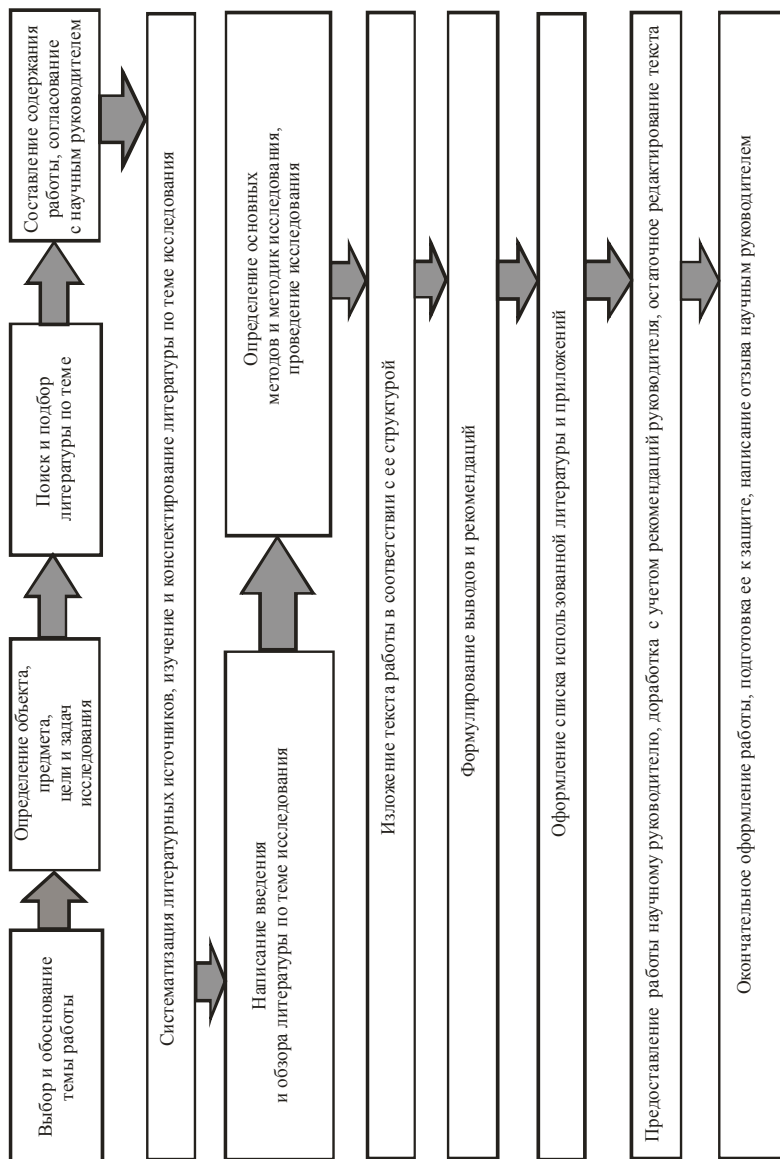 Выбор и обоснование
темы работы
Определение объекта,
предмета,
цели и задач
исследования
Поиск и подбор
литературы по теме
Составление содержания
работы, согласование
с научным руководителем
Систематизация литературных источников, изучение и конспектирование литературы по теме исследования
Написание введения
и обзора литературы по теме исследования
Определение основных
методов и методик исследования,
проведение исследования
Изложение текста работы в соответствии с ее структурой
Формулирование выводов и рекомендаций
Оформление списка использованной литературы и приложений
Предоставление работы научному руководителю, доработка с учетом рекомендаций руководителя, остаточное редактирование текста
Окончательное оформление работы, подготовка ее к защите, написание отзыва научным руководителем